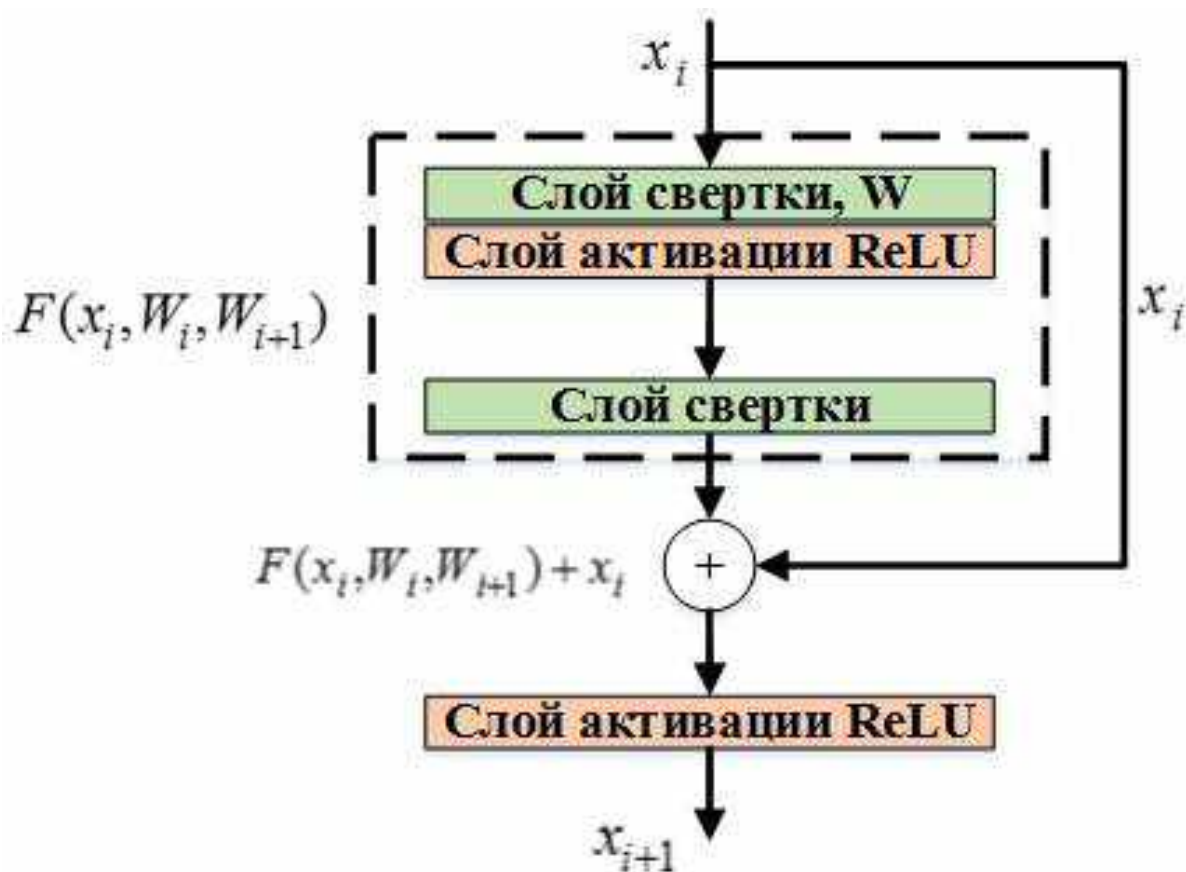 x_i
Слой свертки, W
Слой активации ReLU
F(x_i, W_i, W_{i+1})
x_i
Слой свертки
F(x_i, W_i, W_{i+1}) + x_i
+
Слой активации ReLU
x_{i+1}